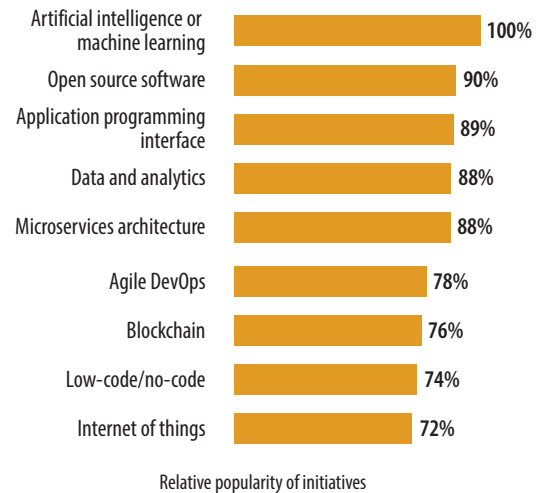 Artificial intelligence or
machine learning
100%
Open source software
90%
Application programming
interface
89%
Data and analytics
88%
Microservices architecture
88%
Agile DevOps
78%
Blockchain
76%
Low-code/no-code
74%
Internet of things
72%
Relative popularity of initiatives